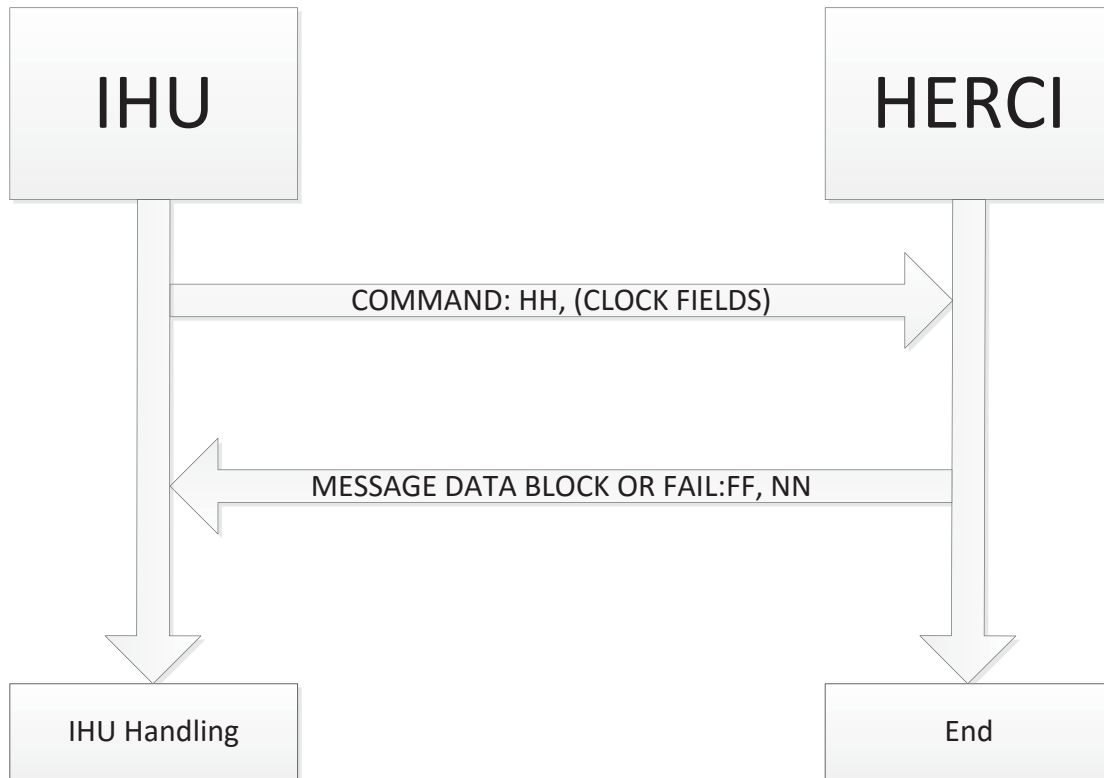 IHU
HERCI
COMMAND: HH, (CLOCK FIELDS)
MESSAGE DATA BLOCK OR FAIL:FF, NN
IHU Handling
End